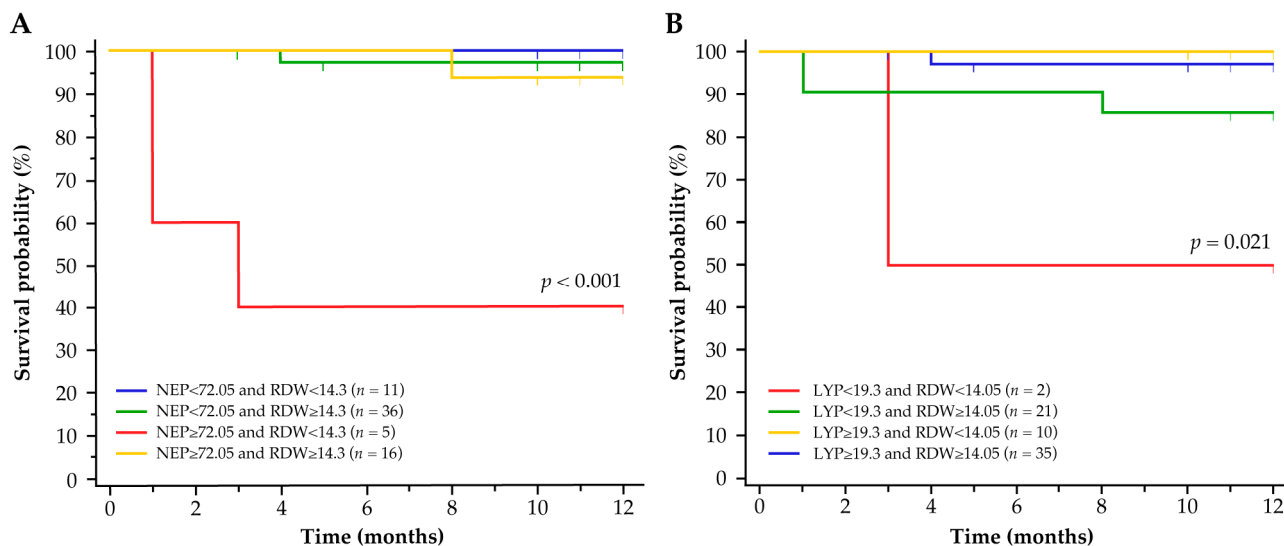 A
Survival probability (%)
100
90
80
70
60
50
40
30
20
10
0
p < 0.001
NEP<72.05 and RDW<14.3 (n = 11)
NEP<72.05 and RDW≥14.3 (n = 36)
NEP≥72.05 and RDW<14.3 (n = 5)
NEP≥72.05 and RDW≥14.3 (n = 16)
0 2 4 6 8 10 12
Time (months)
B
Survival probability (%)
100
90
80
70
60
50
40
30
20
10
0
p = 0.021
LYP<19.3 and RDW<14.05 (n = 2)
LYP<19.3 and RDW≥14.05 (n = 21)
LYP≥19.3 and RDW<14.05 (n = 10)
LYP≥19.3 and RDW≥14.05 (n = 35)
0 2 4 6 8 10 12
Time (months)